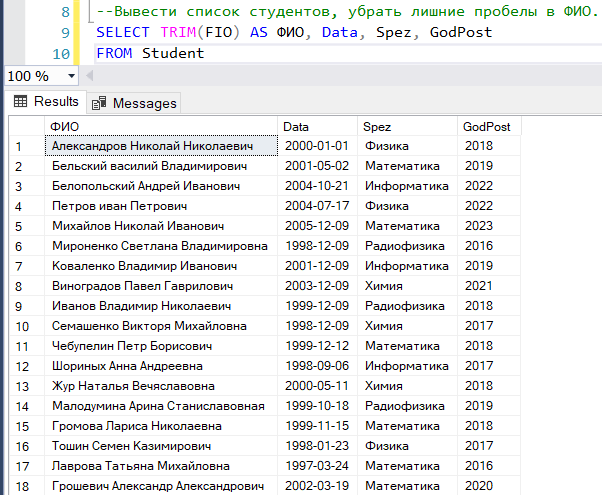 8 --Вывести список студентов, убрать лишние пробелы в ФИО.
9 SELECT TRIM(FIO) AS ФИО, Data, Spez, GodPost
10 FROM Student
100 %
Results Messages
ФИО Data Spez GodPost
1 Александров Николай Николаевич 2000-01-01 Физика 2018
2 Бельский василий Владимирович 2001-05-02 Математика 2019
3 Белопольский Андрей Иванович 2004-10-21 Информатика 2022
4 Петров иван Петрович 2004-07-17 Физика 2022
5 Михайлов Николай Иванович 2005-12-09 Математика 2023
6 Мироненко Светлана Владимировна 1998-12-09 Радиофизика 2016
7 Коваленко Владимир Иванович 2001-12-09 Информатика 2019
8 Виноградов Павел Гаврилович 2003-12-09 Химия 2021
9 Иванов Владимир Николаевич 1999-12-09 Радиофизика 2018
10 Семашенко Викторя Михайловна 1998-12-09 Химия 2017
11 Чебупелин Петр Борисович 1999-12-12 Математика 2018
12 Шориных Анна Андреевна 1998-09-06 Информатика 2017
13 Жур Наталья Вечяславовна 2000-05-11 Химия 2018
14 Малодумина Арина Станиславовная 1999-10-18 Радиофизика 2019
15 Громова Лариса Николаевна 1999-11-15 Математика 2018
16 Тошин Семен Казимирович 1998-01-23 Физика 2017
17 Лаврова Татьяна Михайловна 1997-03-24 Математика 2016
18 Грошевич Александр Александрович 2002-03-19 Математика 2020